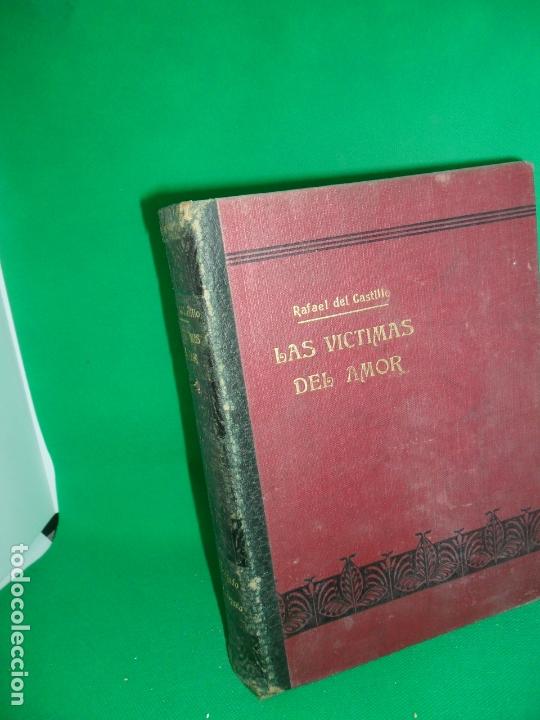 Rafael del Castillo
LAS VICTIMAS
DEL AMOR
todocoleccion